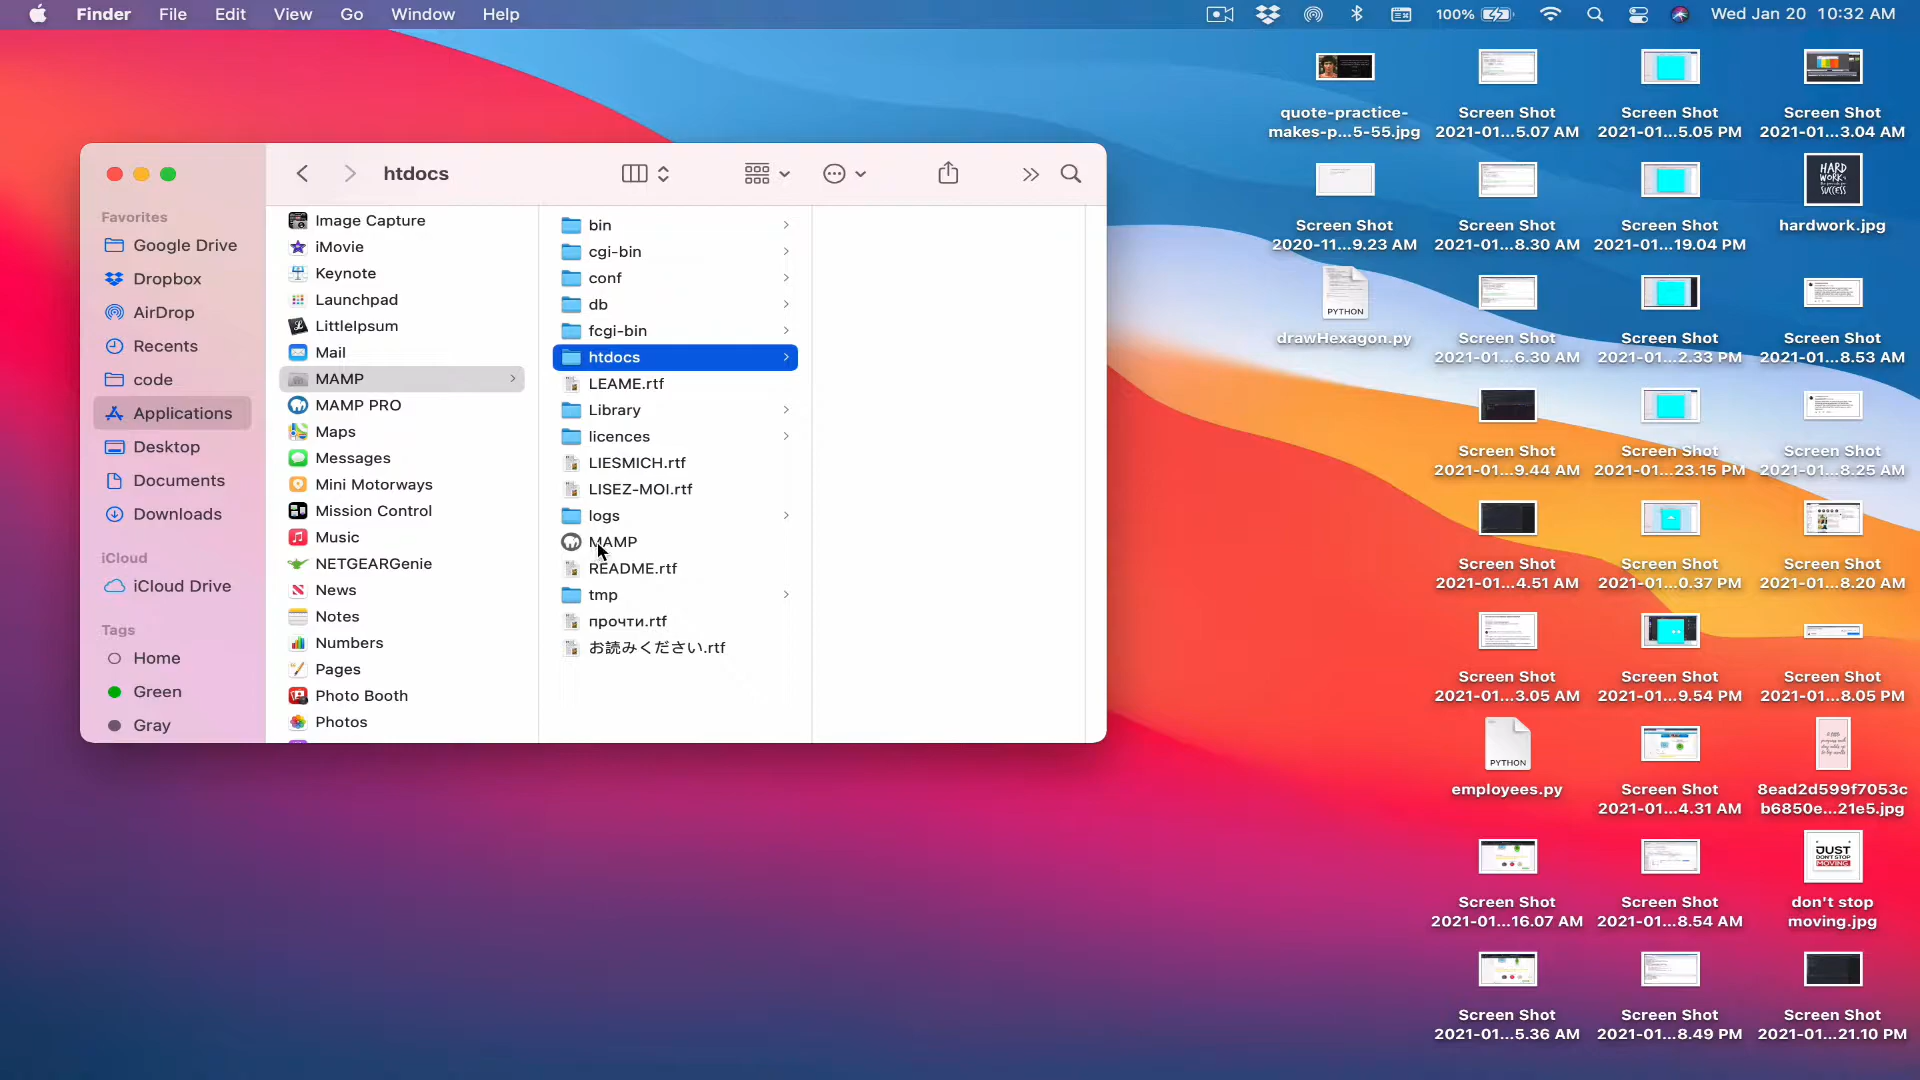 Finder File Edit View Go Window Help
100% Wed Jan 20 10:32 AM
htdocs
Favorites
Google Drive
Dropbox
AirDrop
Recents
code
Applications
Desktop
Documents
Downloads
iCloud
iCloud Drive
Tags
Home
Green
Gray
Image Capture
iMovie
Keynote
Launchpad
LittleIpsum
Mail
MAMP
MAMP PRO
Maps
Messages
Mini Motorways
Mission Control
Music
NETGEARGenie
News
Notes
Numbers
Pages
Photo Booth
Photos
bin
cgi-bin
conf
db
fcgi-bin
htdocs
LEAME.rtf
Library
licences
LIESMICH.rtf
LISEZ-MOI.rtf
logs
MAMP
README.rtf
tmp
прочти.rtf
お読みください.rtf
quote-practice-
makes-p...5-55.jpg
Screen Shot
2020-11...9.23 AM
PYTHON
drawHexagon.py
Screen Shot
2021-01...5.07 AM
Screen Shot
2021-01...8.30 AM
Screen Shot
2021-01...6.30 AM
Screen Shot
2021-01...9.44 AM
Screen Shot
2021-01...4.51 AM
Screen Shot
2021-01...3.05 AM
PYTHON
employees.py
Screen Shot
2021-01...16.07 AM
Screen Shot
2021-01...5.36 AM
Screen Shot
2021-01...5.05 PM
Screen Shot
2021-01...19.04 PM
Screen Shot
2021-01...2.33 PM
Screen Shot
2021-01...23.15 PM
Screen Shot
2021-01...0.37 PM
Screen Shot
2021-01...9.54 PM
Screen Shot
2021-01...4.31 AM
Screen Shot
2021-01...8.54 AM
Screen Shot
2021-01...8.49 PM
Screen Shot
2021-01...3.04 AM
HARD
WORK
SUCCESS
hardwork.jpg
Screen Shot
2021-01...8.53 AM
Screen Shot
2021-01...8.25 AM
Screen Shot
2021-01...8.20 AM
Screen Shot
2021-01...8.05 PM
8ead2d599f7053c
b6850e...21e5.jpg
JUST
DON'T STOP
MOVING
don't stop
moving.jpg
Screen Shot
2021-01...21.10 PM